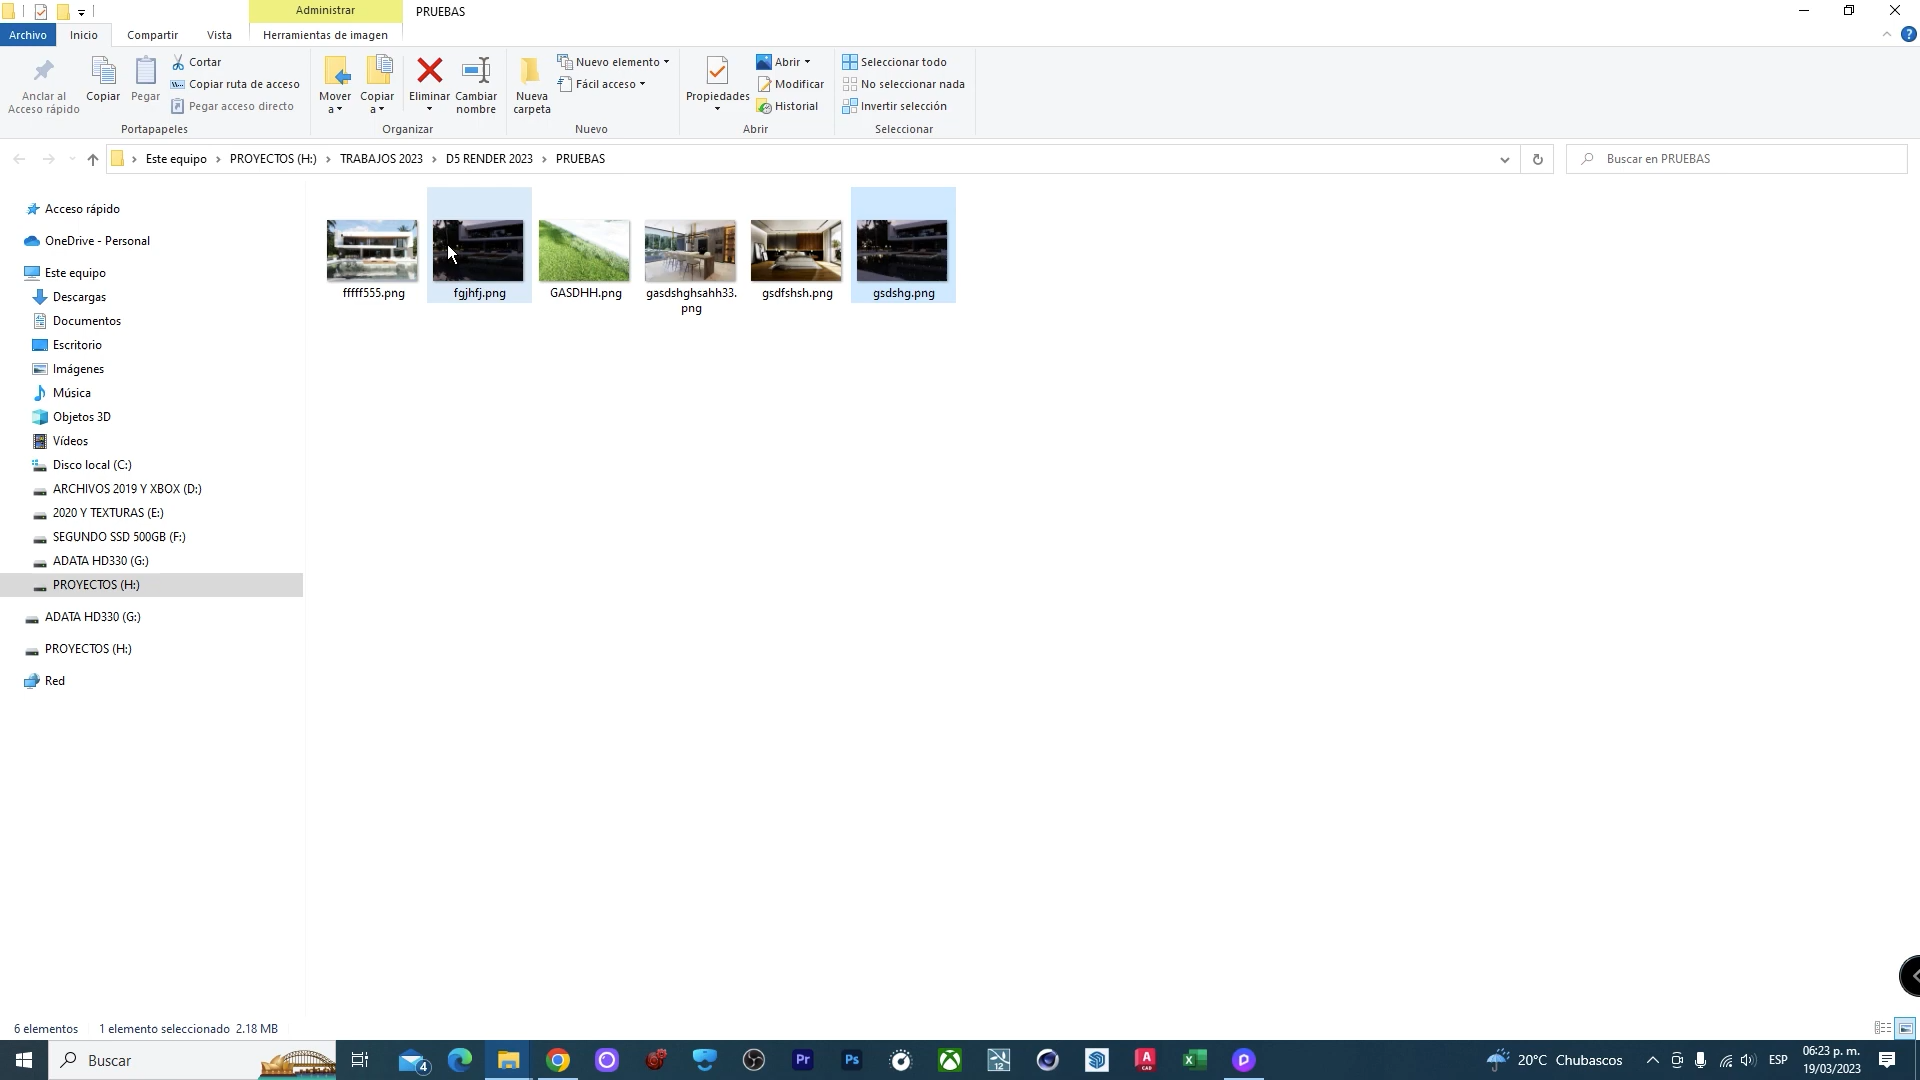 Administrar
PRUEBAS
Archivo
Inicio
Compartir
Vista
Herramientas de imagen
Anclar al
Acceso rápido
Copiar
Pegar
Cortar
Copiar ruta de acceso
Pegar acceso directo
Portapapeles
Mover
a
Copiar
a
Eliminar
Cambiar
nombre
Organizar
Nueva
carpeta
Nuevo elemento
Fácil acceso
Nuevo
Propiedades
Abrir
Modificar
Historial
Abrir
Seleccionar todo
No seleccionar nada
Invertir selección
Seleccionar
Este equipo > PROYECTOS (H:) > TRABAJOS 2023 > D5 RENDER 2023 > PRUEBAS
Buscar en PRUEBAS
Acceso rápido
OneDrive - Personal
Este equipo
Descargas
Documentos
Escritorio
Imágenes
Música
Objetos 3D
Vídeos
Disco local (C:)
ARCHIVOS 2019 Y XBOX (D:)
2020 Y TEXTURAS (E:)
SEGUNDO SSD 500GB (F:)
ADATA HD330 (G:)
PROYECTOS (H:)
ADATA HD330 (G:)
PROYECTOS (H:)
Red
fffff555.png
fgjhfj.png
GASDHH.png
gasdshghsahh33.
png
gsdfshsh.png
gsdshg.png
6 elementos
1 elemento seleccionado 2.18 MB
Buscar
4
Pr
Ps
12
A
CAD
20°C Chubascos
ESP
06:23 p. m.
19/03/2023